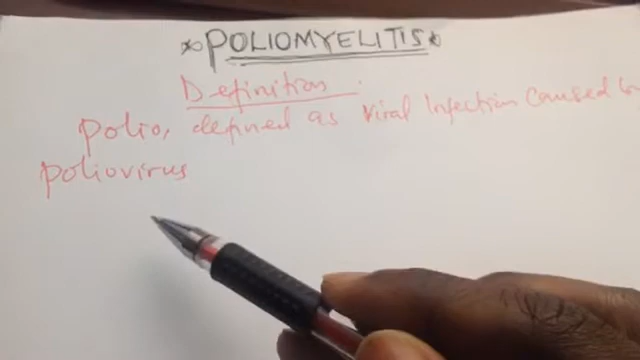 *POLIOMYELITIS*
Definition.
Polio, defined as viral Infection caused by
poliovirus